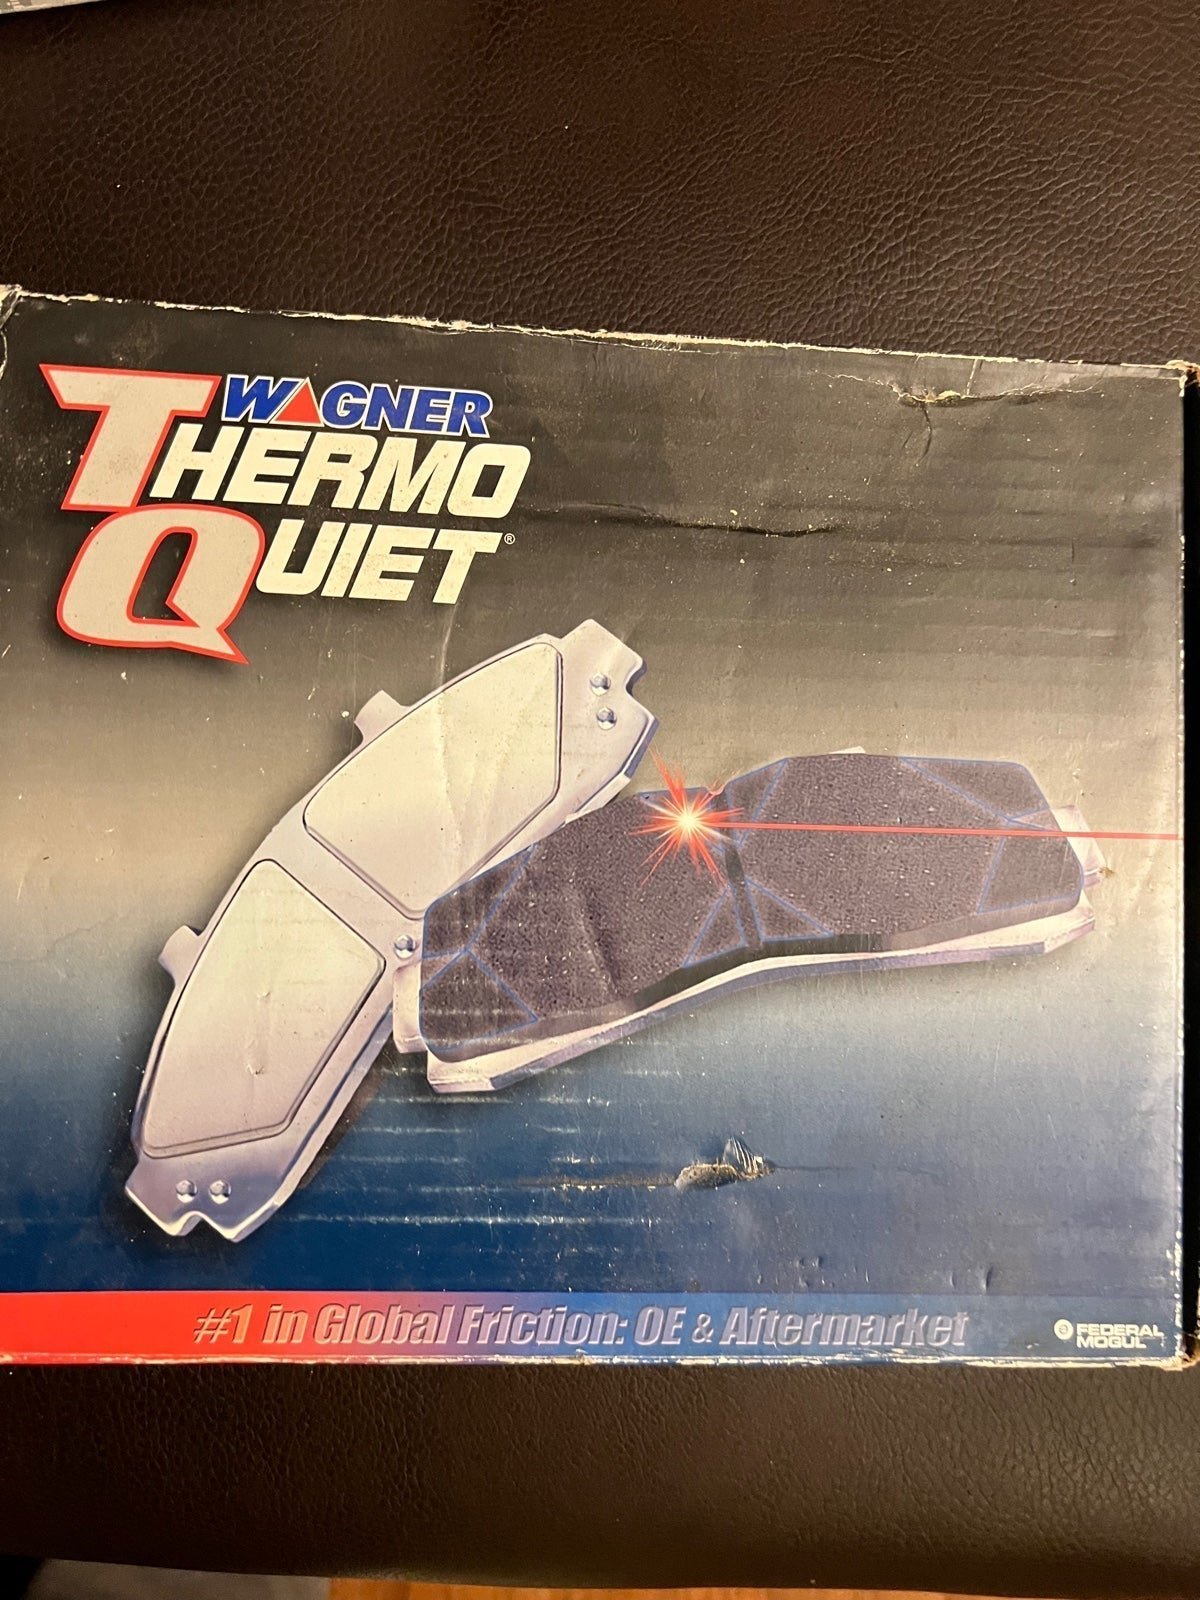 WAGNER
THERMO
QUIET®
#1 in Global Friction: OE & Aftermarket
FEDERAL
MOGUL